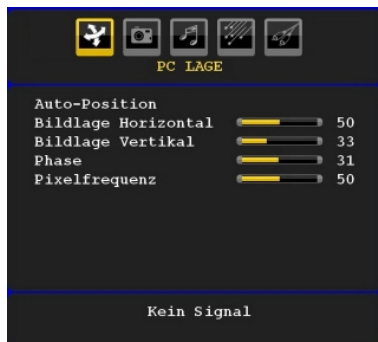 PC LAGE
Auto-Position
Bildlage Horizontal 50
Bildlage Vertikal 33
Phase 31
Pixelfrequenz 50
Kein Signal